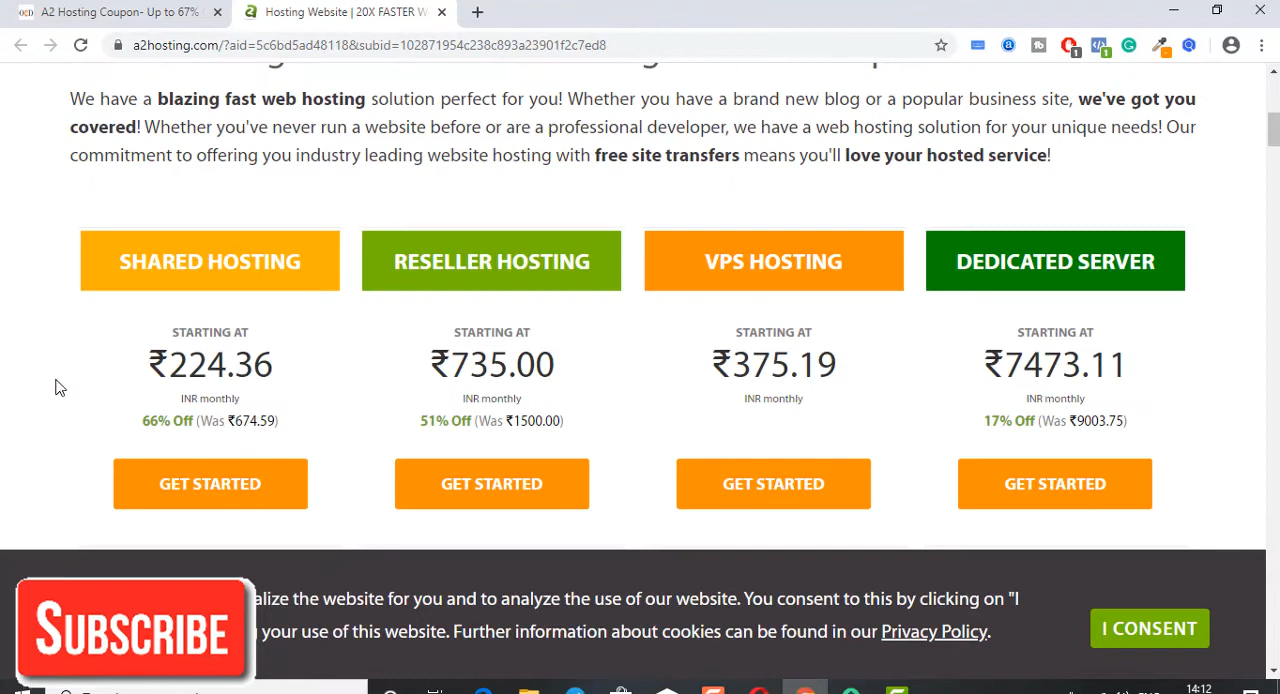 A2 Hosting Coupon- Up to 67%
Hosting Website | 20X FASTER W
a2hosting.com/?aid=5c6bd5ad48118&subid=102871954c238c893a23901f2c7ed8
We have a blazing fast web hosting solution perfect for you! Whether you have a brand new blog or a popular business site, we've got you
covered! Whether you've never run a website before or are a professional developer, we have a web hosting solution for your unique needs! Our
commitment to offering you industry leading website hosting with free site transfers means you'll love your hosted service!
SHARED HOSTING
STARTING AT
₹224.36
INR monthly
66% Off (Was ₹674.59)
GET STARTED
RESELLER HOSTING
STARTING AT
₹735.00
INR monthly
51% Off (Was ₹1500.00)
GET STARTED
VPS HOSTING
STARTING AT
₹375.19
INR monthly
GET STARTED
DEDICATED SERVER
STARTING AT
₹7473.11
INR monthly
17% Off (Was ₹9003.75)
GET STARTED
alize the website for you and to analyze the use of our website. You consent to this by clicking on "I
your use of this website. Further information about cookies can be found in our Privacy Policy.
I CONSENT
SUBSCRIBE
14:12